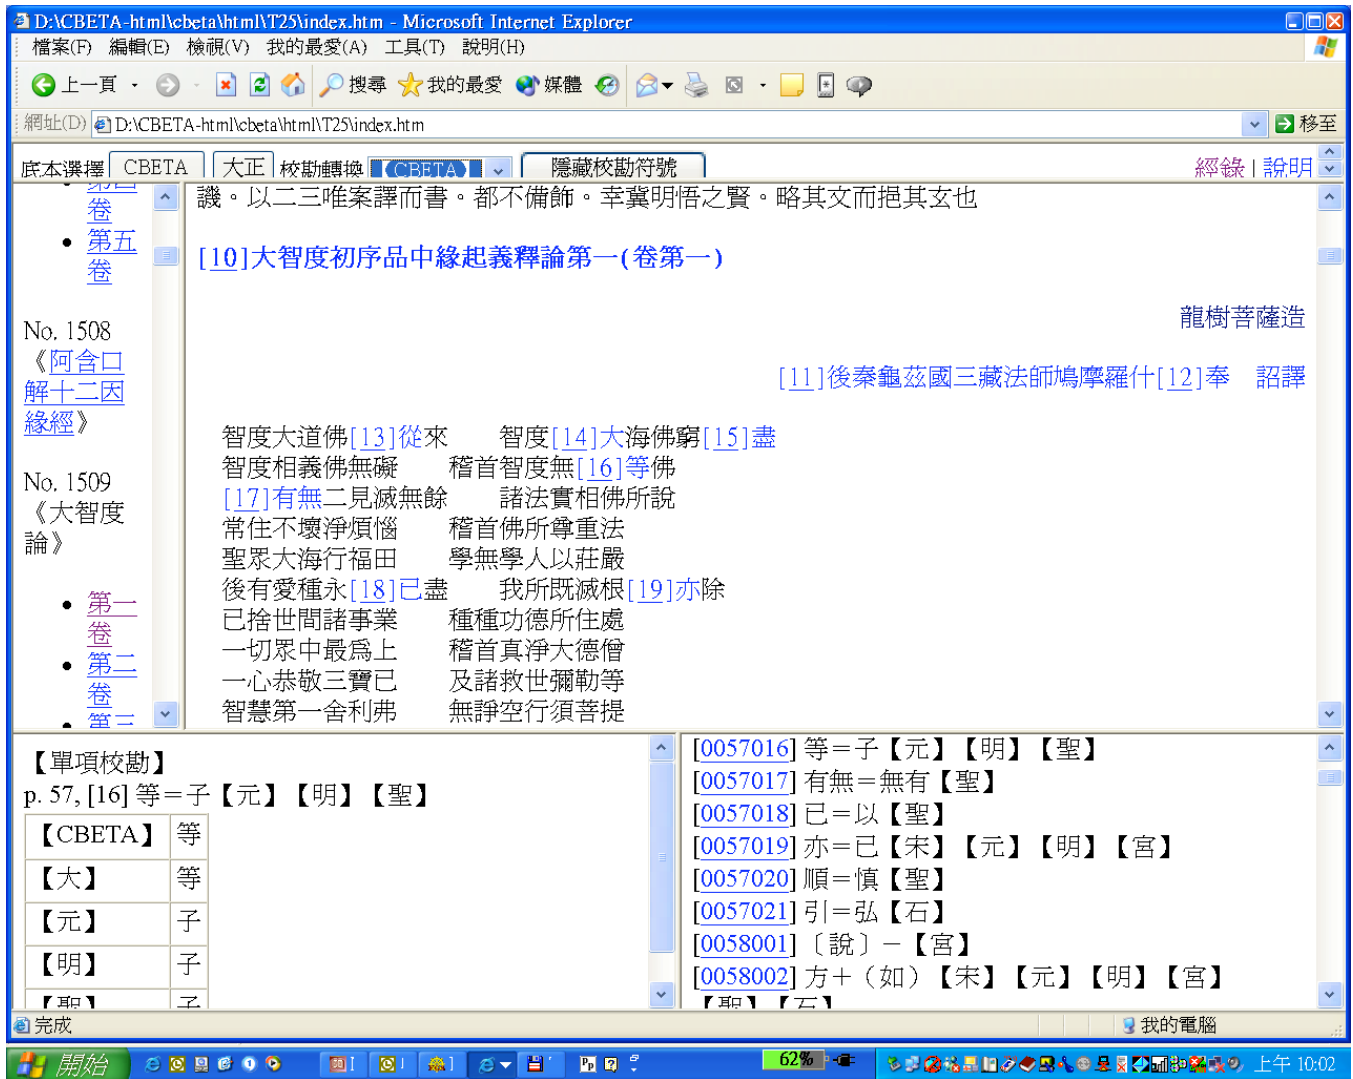 D:\CBETA-html\cbeta\html\T25\index.htm - Microsoft Internet Explorer
檔案(F) 編輯(E) 檢視(V) 我的最愛(A) 工具(T) 說明(H)
上一頁 搜尋 我的最愛 媒體
網址(D) D:\CBETA-html\cbeta\html\T25\index.htm 移至
底本選擇 CBETA 大正 校勘轉換 【CBETA】 隱藏校勘符號 經錄 | 說明
第四
卷
第五
卷
No. 1508
《阿含口
解十二因
緣經》
No. 1509
《大智度
論》
第一
卷
第二
卷
第三
譏。以二三唯案譯而書。都不備飾。幸冀明悟之賢。略其文而挹其玄也
[10]大智度初序品中緣起義釋論第一(卷第一)
龍樹菩薩造
[11]後秦龜茲國三藏法師鳩摩羅什[12]奉 詔譯
智度大道佛[13]從來 智度[14]大海佛窮[15]盡
智度相義佛無礙 稽首智度無[16]等佛
[17]有無二見滅無餘 諸法實相佛所說
常住不壞淨煩惱 稽首佛所尊重法
聖眾大海行福田 學無學人以莊嚴
後有愛種永[18]已盡 我所既滅根[19]亦除
已捨世間諸事業 種種功德所住處
一切眾中最為上 稽首真淨大德僧
一心恭敬三寶已 及諸救世彌勒等
智慧第一舍利弗 無諍空行須菩提
【單項校勘】
p. 57, [16] 等=子【元】【明】【聖】
【CBETA】 等
【大】 等
【元】 子
【明】 子
【聖】 子
[0057016] 等=子【元】【明】【聖】
[0057017] 有無=無有【聖】
[0057018] 已=以【聖】
[0057019] 亦=已【宋】【元】【明】【宮】
[0057020] 順=慎【聖】
[0057021] 引=弘【石】
[0058001] 〔說〕-【宮】
[0058002] 方+(如)【宋】【元】【明】【宮】
【聖】【石】
完成 我的電腦
開始 62% 上午 10:02